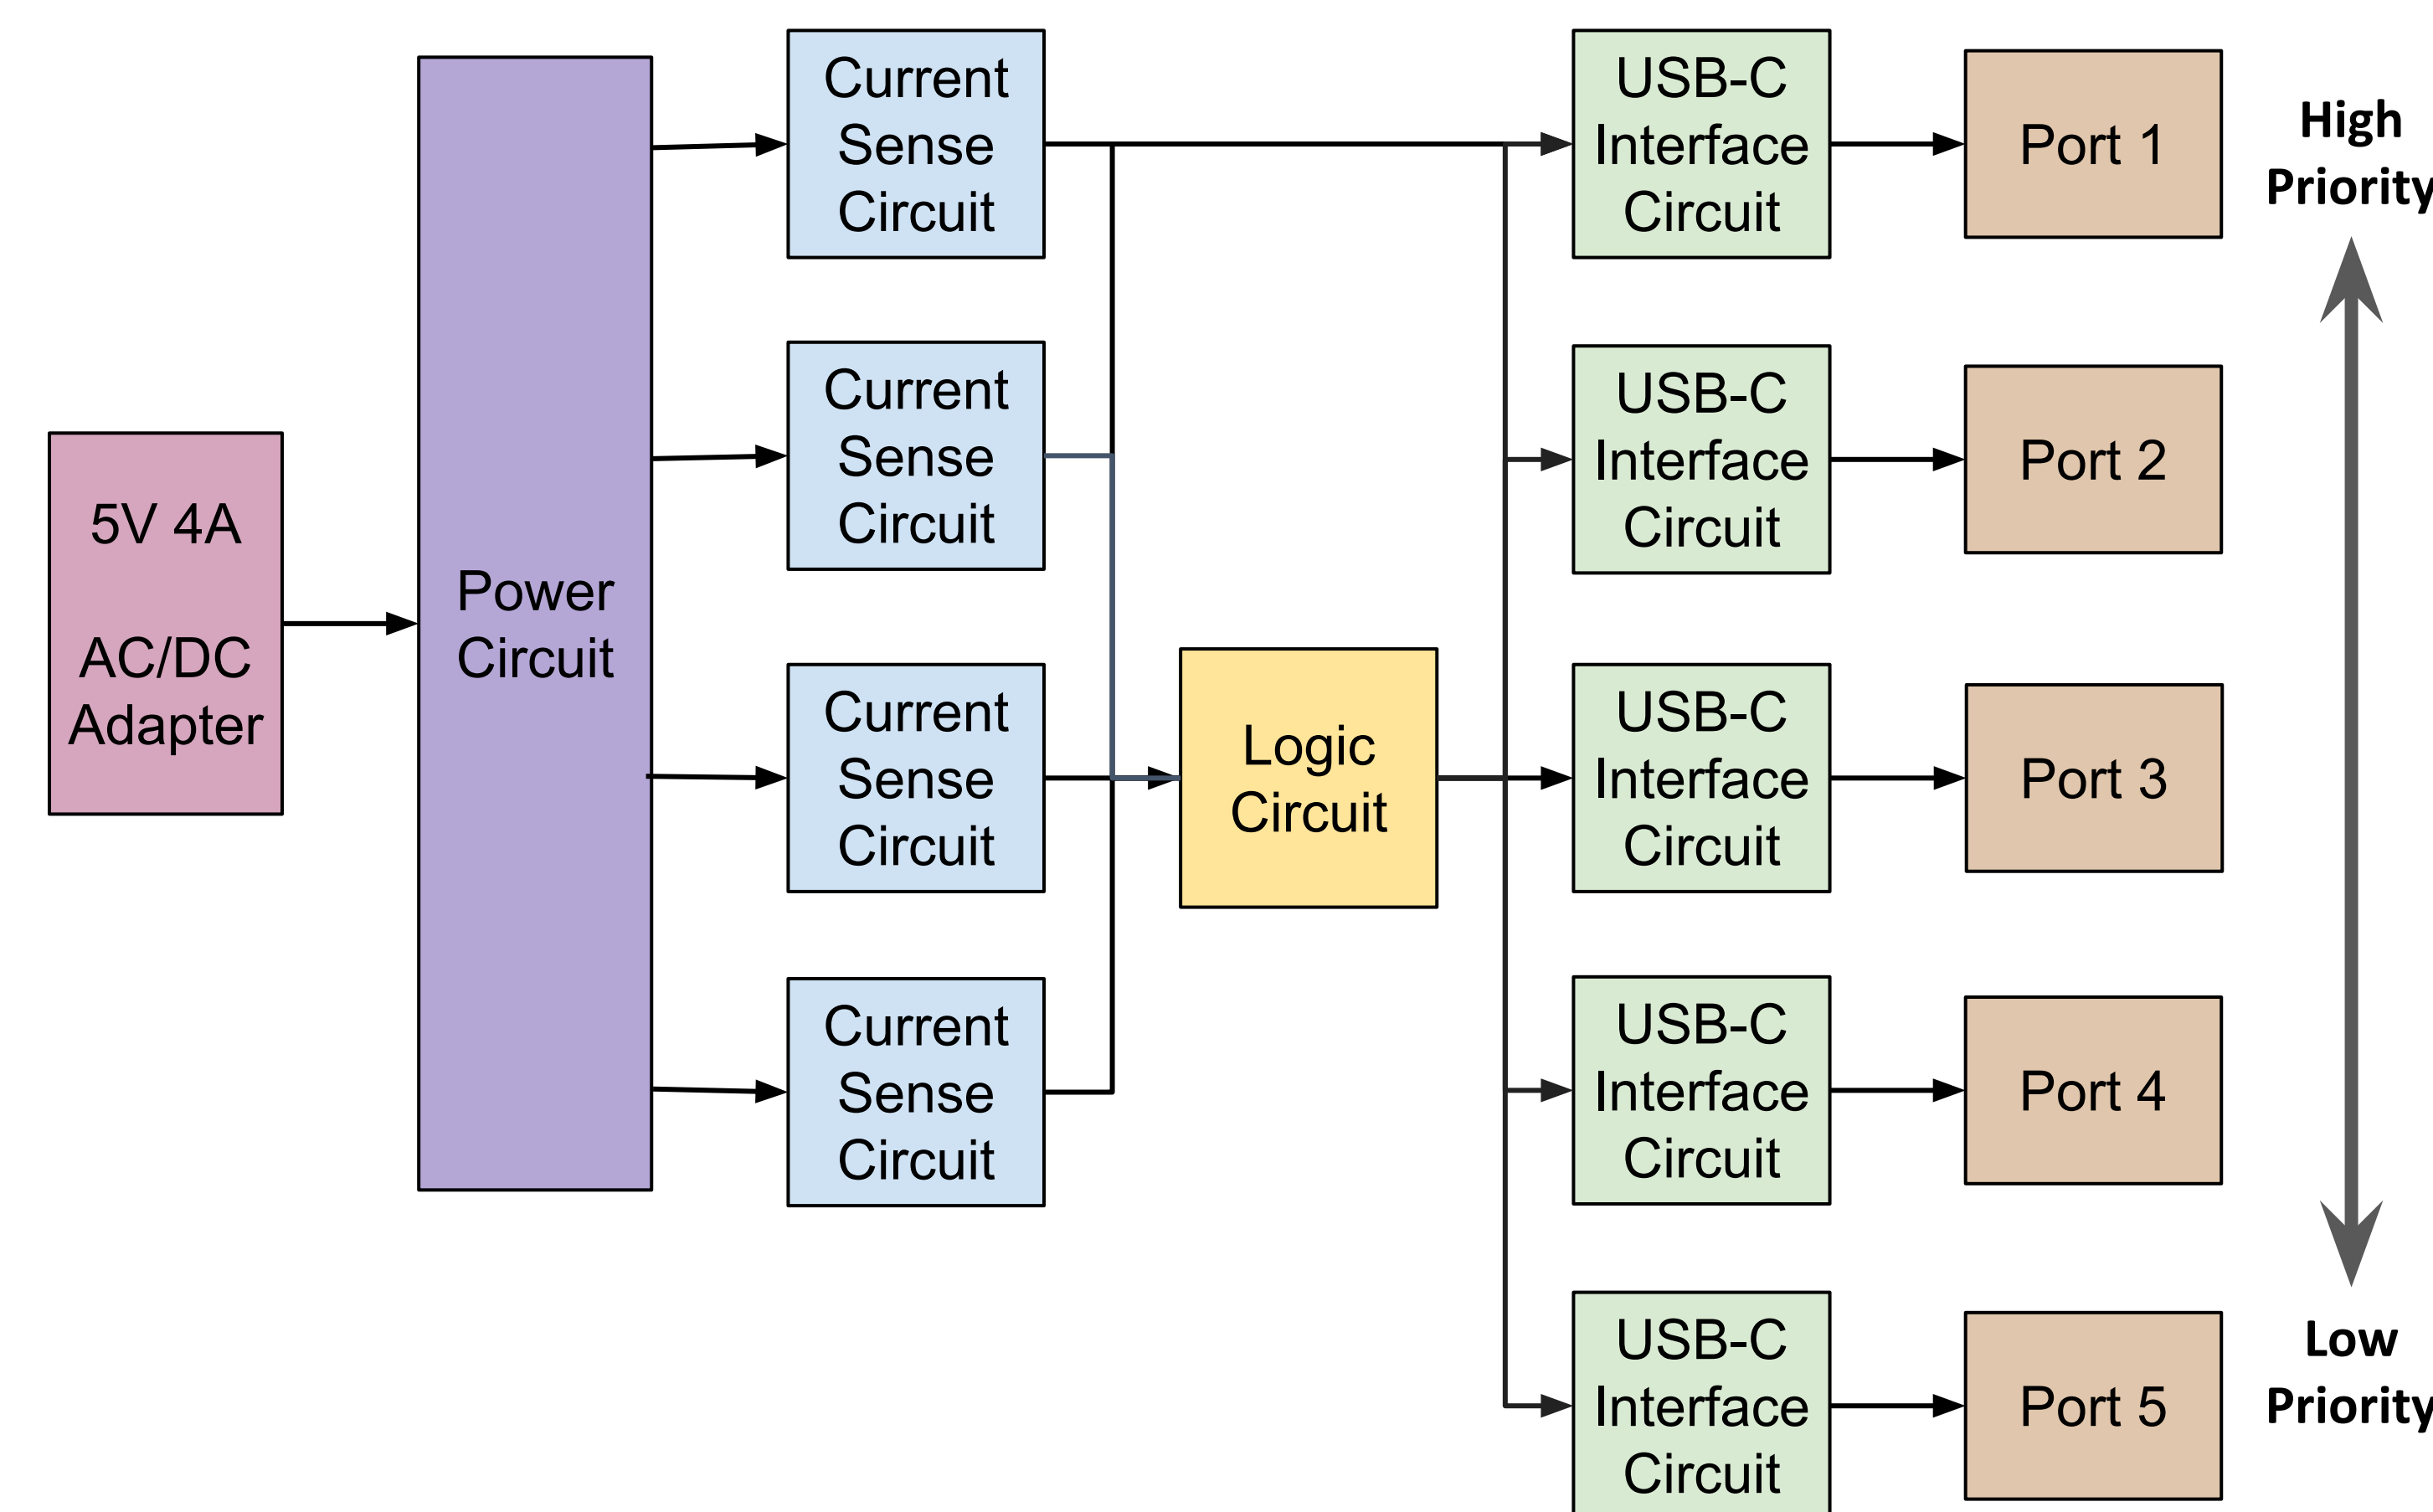 5V 4A
AC/DC
Adapter
Power
Circuit
Current
Sense
Circuit
Current
Sense
Circuit
Current
Sense
Circuit
Current
Sense
Circuit
Logic
Circuit
USB-C
Interface
Circuit
USB-C
Interface
Circuit
USB-C
Interface
Circuit
USB-C
Interface
Circuit
USB-C
Interface
Circuit
Port 1
Port 2
Port 3
Port 4
Port 5
High
Priority
Low
Priority